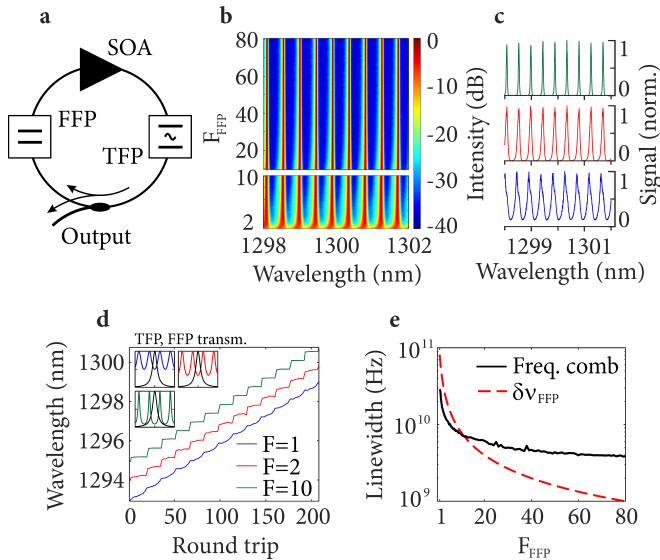 a
SOA
FFP
TFP
Output
b
F_FFP
80
60
40
20
10
2
1298
1300
1302
Wavelength (nm)
0
-10
-20
-30
-40
Intensity (dB)
c
1
0
1
0
1
0
Signal (norm.)
1299
1301
Wavelength (nm)
d
TFP, FFP transm.
Wavelength (nm)
1300
1298
1296
1294
F=1
F=2
F=10
0
50
100
150
200
Round trip
e
Linewidth (Hz)
10^11
10^10
10^9
Freq. comb
δν_FFP
1
20
40
60
80
F_FFP